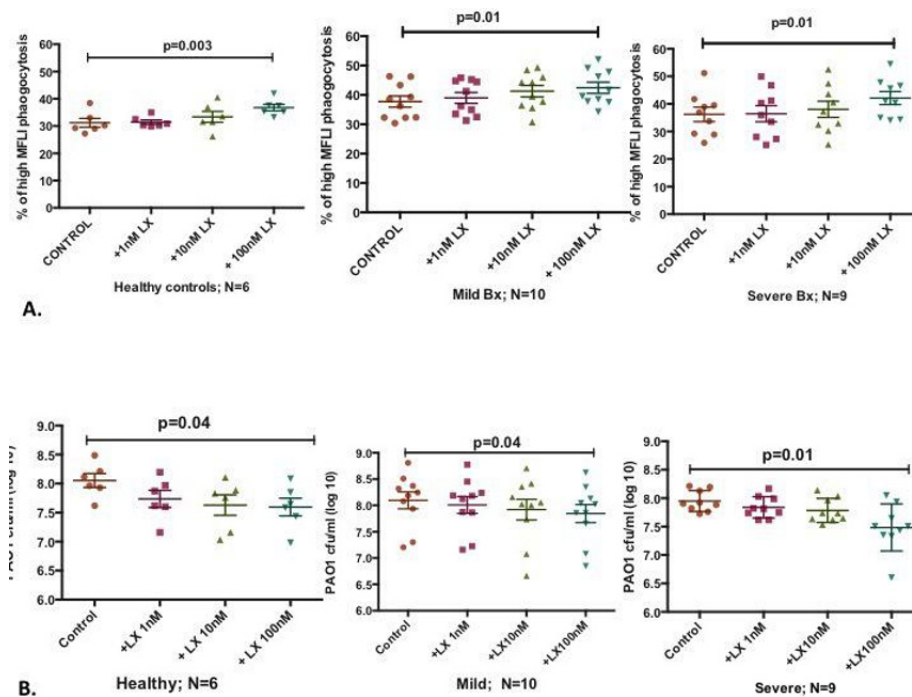 p=0.003
% of high MFLI phaogocytosis
60
50
40
30
20
10
0
CONTROL
+1nM LX
+10nM LX
+ 100nM LX
Healthy controls; N=6
p=0.01
% of high MFLI phagocytosis
60
50
40
30
20
10
0
CONTROL
+1nM LX
+10nM LX
+ 100nM LX
Mild Bx; N=10
p=0.01
% of high MFLI phagocytosis
60
50
40
30
20
10
0
CONTROL
+1nM LX
+10nM LX
+ 100nM LX
Severe Bx; N=9
A.
p=0.04
9.0
8.5
8.0
7.5
7.0
6.5
6.0
Control
+LX 1nM
+ LX 10nM
+ LX 100nM
Healthy; N=6
p=0.04
PAO1 cfu/ml (log 10)
9.0
8.5
8.0
7.5
7.0
6.5
6.0
Control
+LX 1nM
+LX10nM
+LX100nM
Mild; N=10
p=0.01
PAO1 cfu/ml (log 10)
9.0
8.5
8.0
7.5
7.0
6.5
6.0
Control
+LX 1nM
+LX10nM
+LX100nM
Severe; N=9
B.